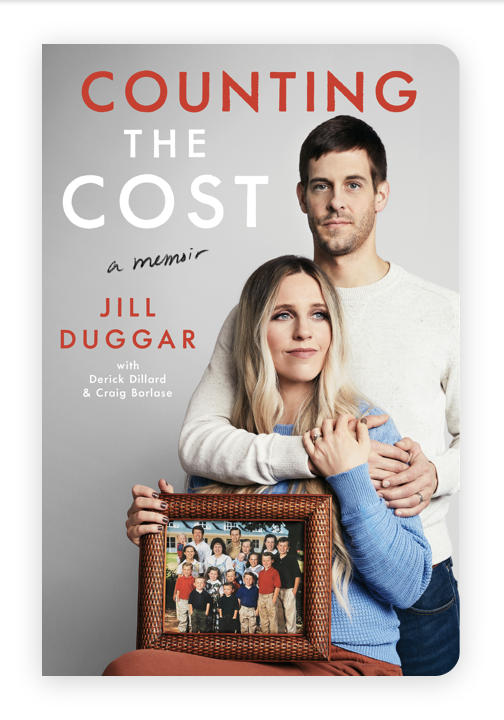 COUNTING
THE
COST
a memoir
JILL
DUGGAR
with
Derick Dillard
& Craig Borlase